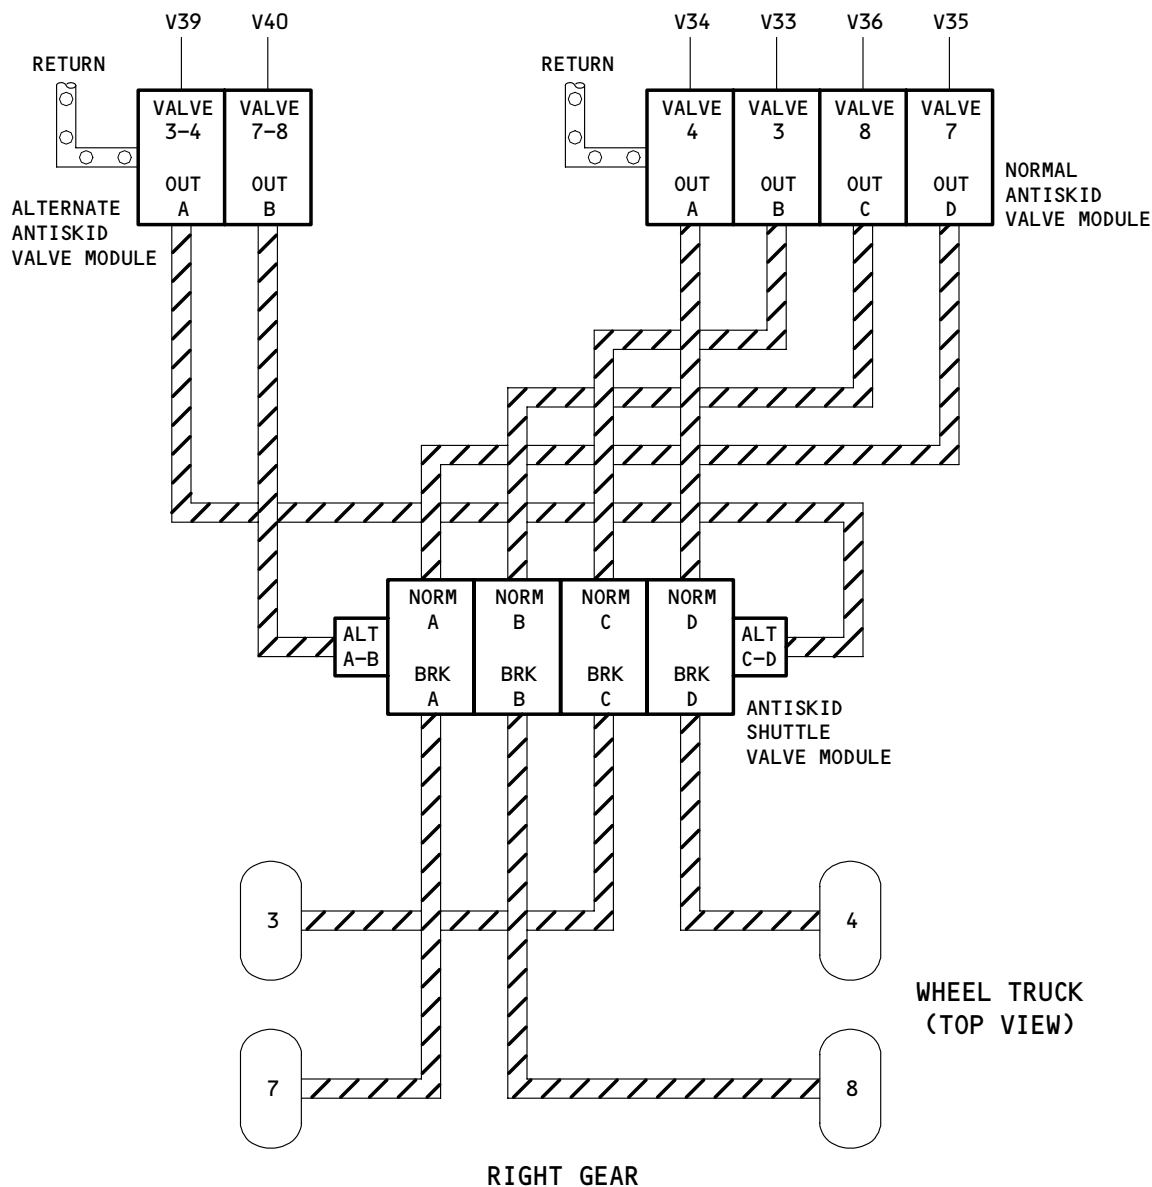 V39
V40
V34
V33
V36
V35
RETURN
RETURN
VALVE
3-4
OUT
A
VALVE
7-8
OUT
B
VALVE
4
OUT
A
VALVE
3
OUT
B
VALVE
8
OUT
C
VALVE
7
OUT
D
ALTERNATE
ANTISKID
VALVE MODULE
NORMAL
ANTISKID
VALVE MODULE
ALT
A-B
NORM
A
BRK
A
NORM
B
BRK
B
NORM
C
BRK
C
NORM
D
BRK
D
ALT
C-D
ANTISKID
SHUTTLE
VALVE MODULE
3
4
WHEEL TRUCK
(TOP VIEW)
7
8
RIGHT GEAR